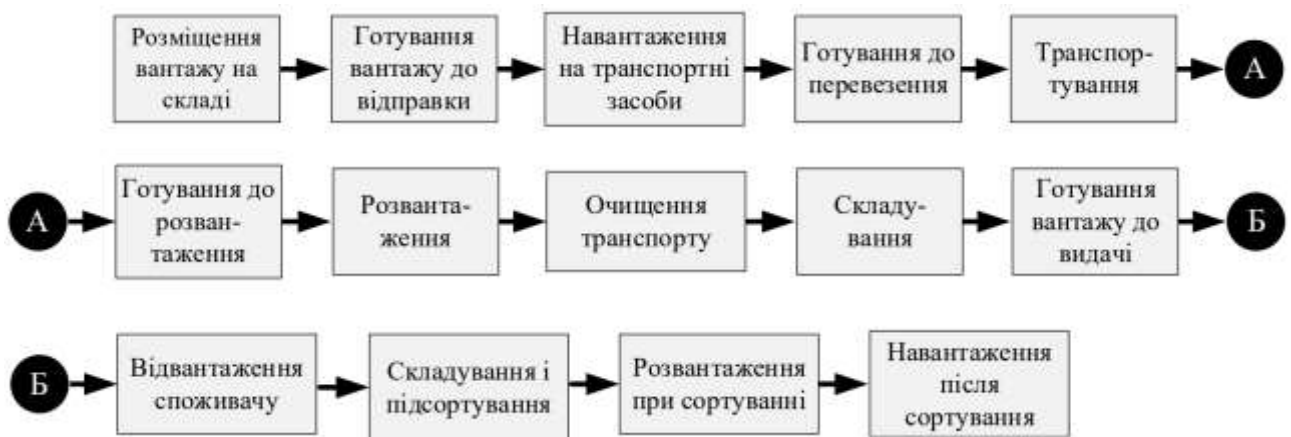 Розміщення
вантажу на
складі
Готування
вантажу до
відправки
Навантаження
на транспортні
засоби
Готування до
перевезення
Транспор-
тування
А
А
Готування до
розван-
таження
Розванта-
ження
Очищення
транспорту
Складу-
вання
Готування
вантажу до
видачі
Б
Б
Відвантаження
споживачу
Складування і
підсортування
Розвантаження
при сортуванні
Навантаження
після
сортування